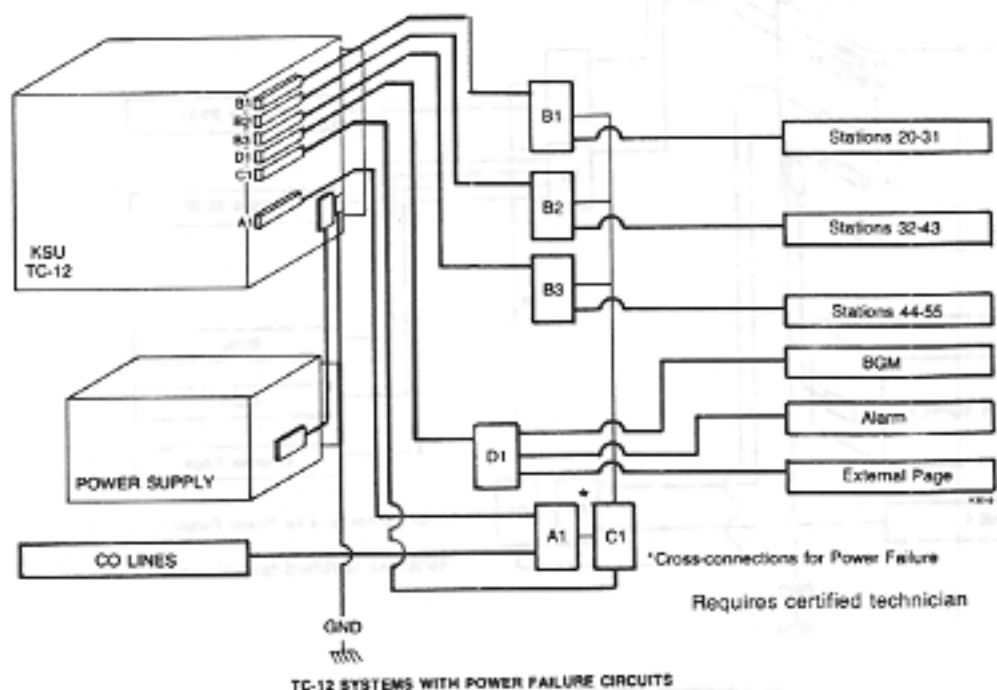 B1
B2
B3
D1
C1
A1
KSU
TC-12
B1
Stations 20-31
B2
Stations 32-43
B3
Stations 44-55
BGM
Alarm
D1
External Page
POWER SUPPLY
*
A1
C1
CO LINES
*Cross-connections for Power Failure
Requires certified technician
GND
TC-12 SYSTEMS WITH POWER FAILURE CIRCUITS